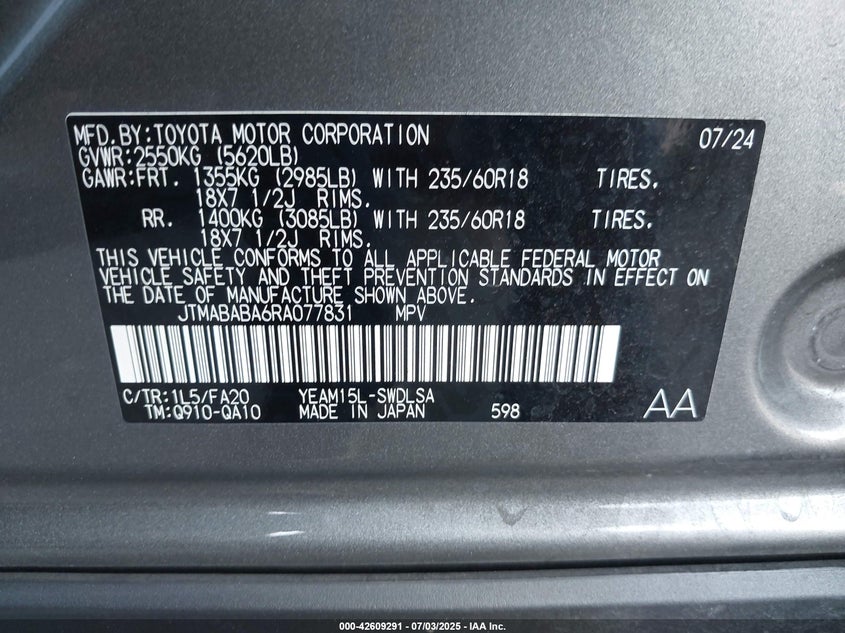 MFD.BY:TOYOTA MOTOR CORPORATION 07/24
GVWR:2550KG (5620LB)
GAWR:FRT. 1355KG (2985LB) WITH 235/60R18 TIRES.
18X7 1/2J RIMS.
RR. 1400KG (3085LB) WITH 235/60R18 TIRES.
18X7 1/2J RIMS.
THIS VEHICLE CONFORMS TO ALL APPLICABLE FEDERAL MOTOR
VEHICLE SAFETY AND THEFT PREVENTION STANDARDS IN EFFECT ON
THE DATE OF MANUFACTURE SHOWN ABOVE.
JTMABABA6RA077831 MPV
C/TR:1L5/FA20 YEAM15L-SWDLSA
TM:Q910-QA10 MADE IN JAPAN 598 AA
000-42609291 - 07/03/2025 - IAA Inc.